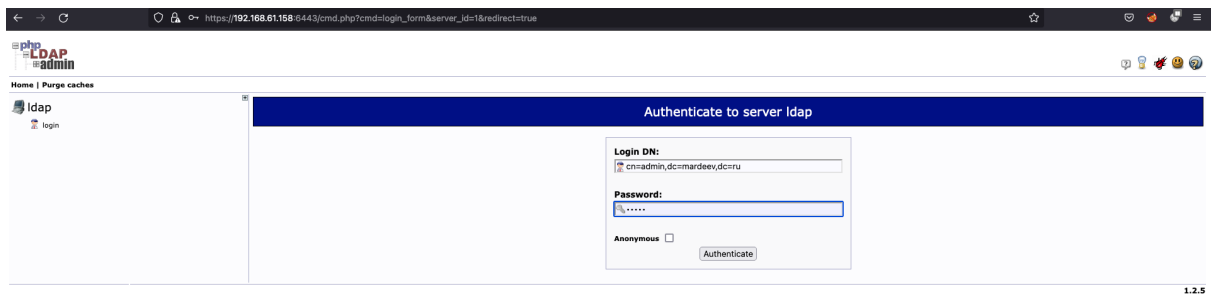 https://192.168.61.158:6443/cmd.php?cmd=login_form&server_id=1&redirect=true
php
LDAP
admin
Home | Purge caches
ldap
login
Authenticate to server ldap
Login DN:
cn=admin,dc=mardeev,dc=ru
Password:
•••••
Anonymous
Authenticate
1.2.5